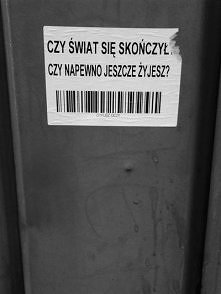 CZY ŚWIAT SIĘ SKOŃCZYŁ
CZY NAPEWNO JESZCZE ŻYJESZ?